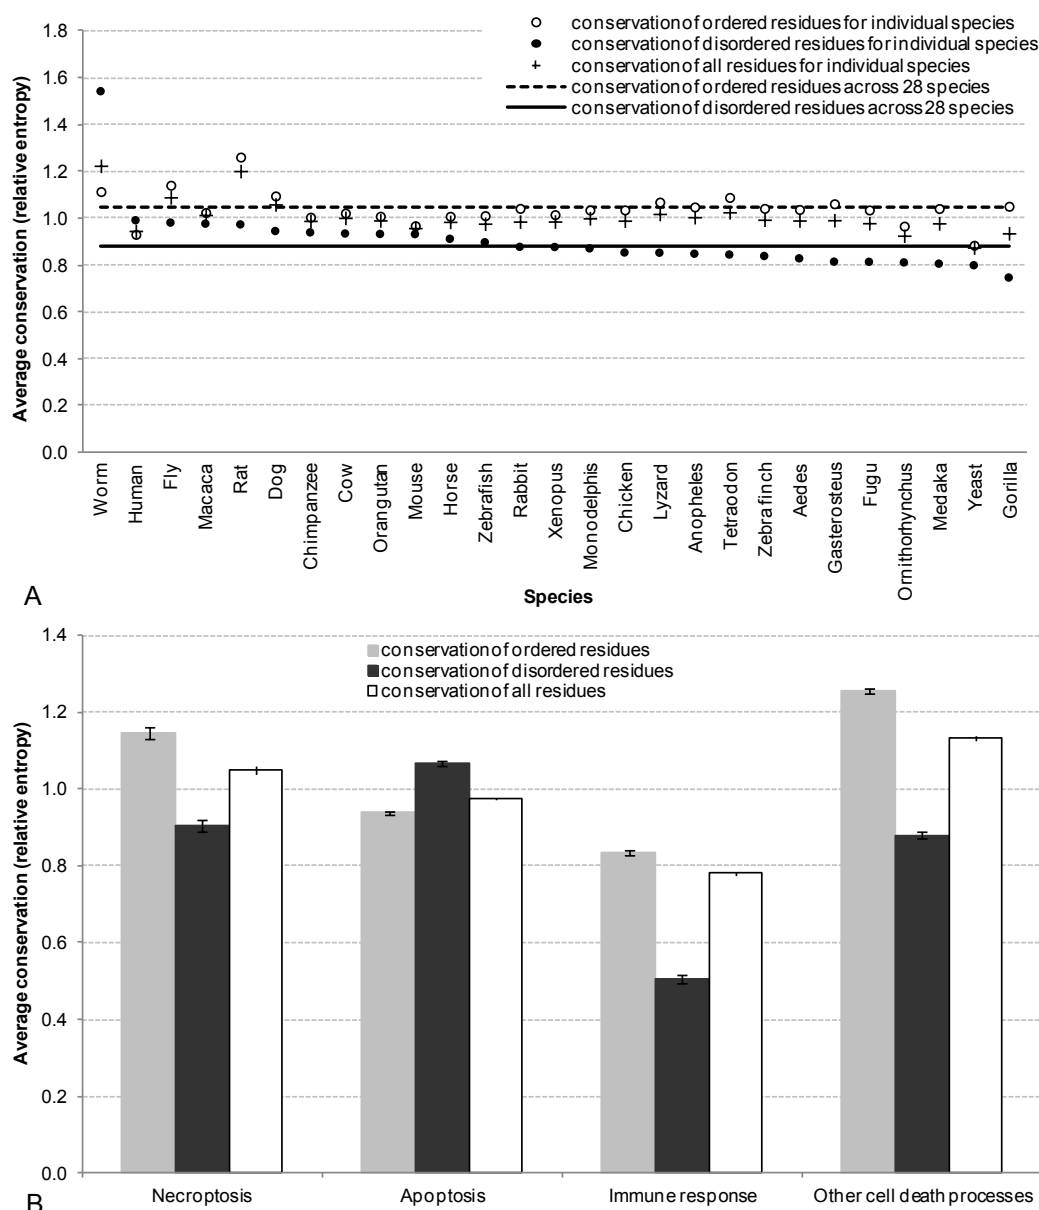 conservation of ordered residues for individual species
conservation of disordered residues for individual species
conservation of all residues for individual species
conservation of ordered residues across 28 species
conservation of disordered residues across 28 species
Average conservation (relative entropy)
1.8
1.6
1.4
1.2
1.0
0.8
0.6
0.4
0.2
0.0
Worm
Human
Fly
Macaca
Rat
Dog
Chimpanzee
Cow
Orangutan
Mouse
Horse
Zebrafish
Rabbit
Xenopus
Monodelphis
Chicken
Lyzard
Anopheles
Tetraodon
Zebrafinch
Aedes
Gasterosteus
Fugu
Ornithorhynchus
Medaka
Yeast
Gorilla
A
Species
conservation of ordered residues
conservation of disordered residues
conservation of all residues
Average conservation (relative entropy)
1.4
1.2
1.0
0.8
0.6
0.4
0.2
0.0
Necroptosis
Apoptosis
Immune response
Other cell death processes
B